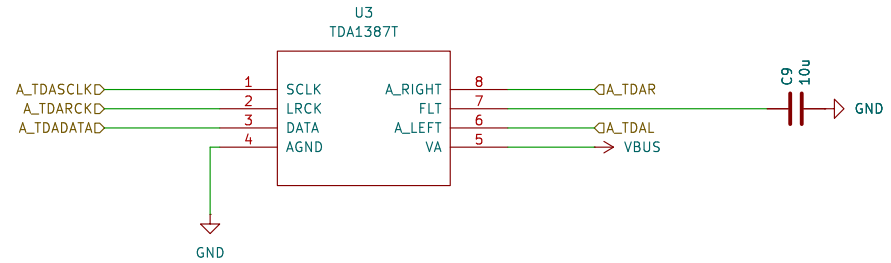 U3
TDA1387T
A_TDASCLK 1 SCLK A_RIGHT 8 A_TDAR
A_TDARCK 2 LRCK FLT 7 C9 10u GND
A_TDADATA 3 DATA A_LEFT 6 A_TDAL
4 AGND VA 5 VBUS
GND